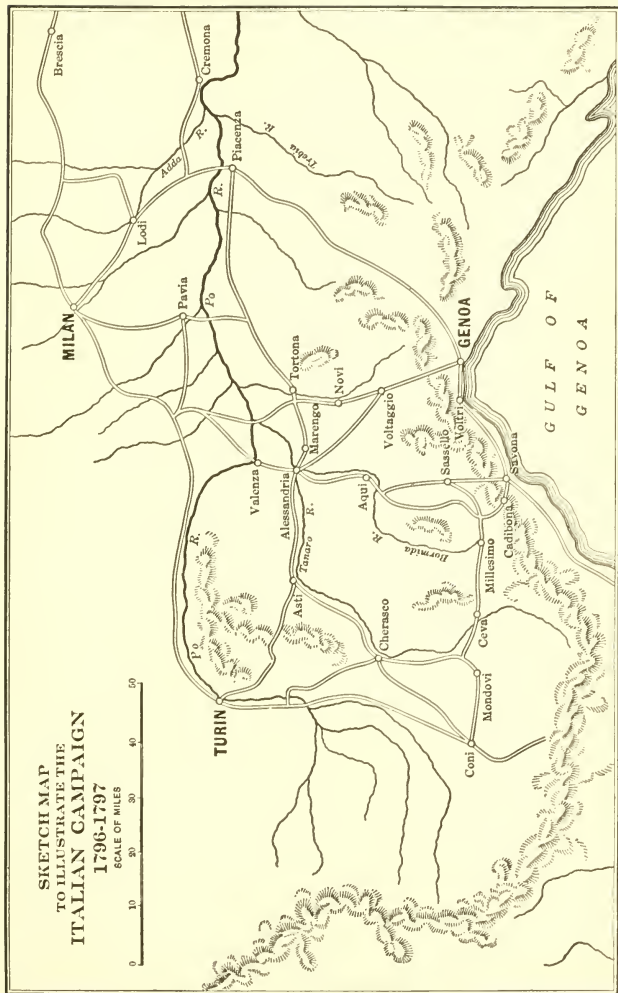 SKETCH MAP
TO ILLUSTRATE THE
ITALIAN CAMPAIGN
1796-1797
SCALE OF MILES
0 10 20 30 40 50
Brescia
MILAN
Cremona
Adda R.
Lodi
Pavia
Piacenza
Po R.
Trebia R.
Po R.
TURIN
Valenza
Tortona
Marengo
Alessandria
Novi
Asti
Tanaro R.
Voltaggio
Aqui
GENOA
Voltri
Cherasco
Bormida R.
Sassello
Savona
Cadibona
Millesimo
Ceva
Mondovi
Coni
GULF OF
GENOA